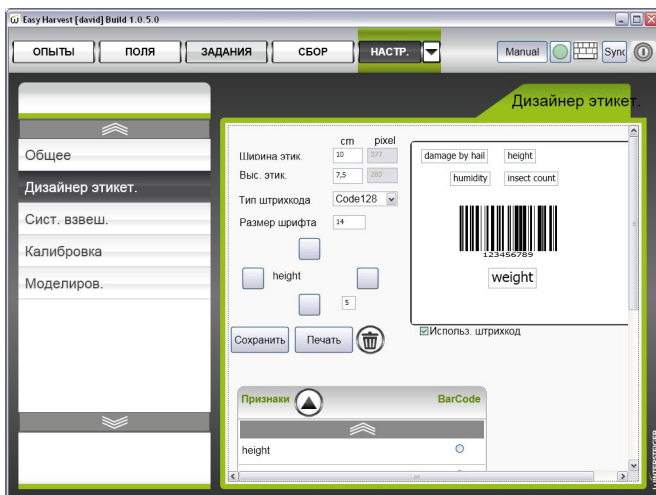 Easy Harvest [david] Build 1.0.5.0
ОПЫТЫ ПОЛЯ ЗАДАНИЯ СБОР НАСТР. Manual Sync
Дизайнер этикет.
Общее
Дизайнер этикет.
Сист. взвеш.
Калибровка
Моделиров.
cm pixel
Ширина этик. 10 377
Выс. этик. 7,5 283
Тип штрихкода Code128
Размер шрифта 14
height
5
Сохранить Печать
damage by hail height
humidity insect count
123456789
weight
Использ. штрихкод
Признаки BarCode
height
WINTERSTEIGER